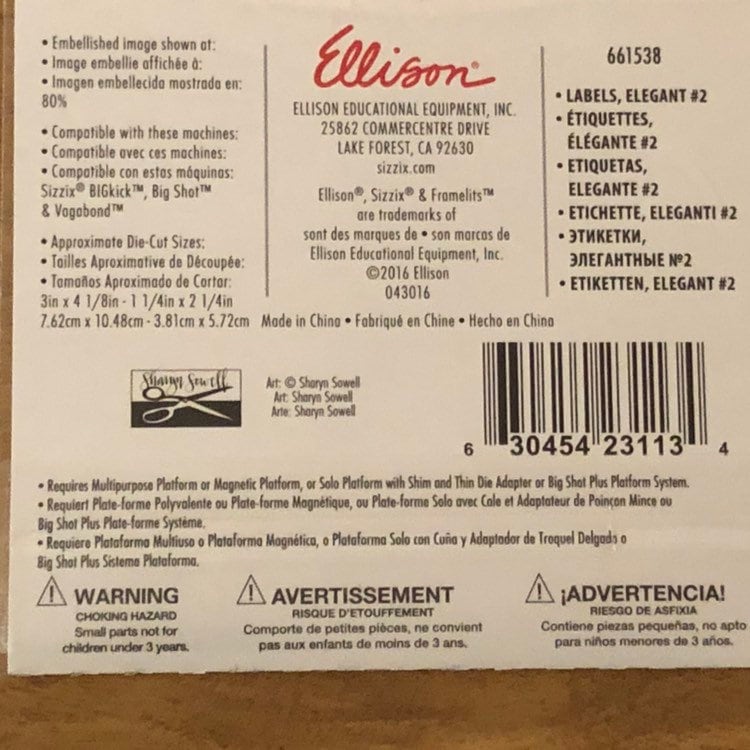 • Embellished image shown at:
• Image embellie affichée à:
• Imagen embellecida mostrada en:
80%
• Compatible with these machines:
• Compatible avec ces machines:
• Compatible con estas máquinas:
Sizzix® BIGkick™, Big Shot™
& Vagabond™
• Approximate Die-Cut Sizes:
• Tailles Aproximative de Découpée:
• Tamaños Aproximado de Cortar:
3in x 4 1/8in - 1 1/4in x 2 1/4in
7.62cm x 10.48cm - 3.81cm x 5.72cm
Ellison®
ELLISON EDUCATIONAL EQUIPMENT, INC.
25862 COMMERCENTRE DRIVE
LAKE FOREST, CA 92630
sizzix.com
Ellison®, Sizzix® & Framelits™
are trademarks of
sont des marques de • son marcas de
Ellison Educational Equipment, Inc.
©2016 Ellison
043016
Made in China • Fabriqué en Chine • Hecho en China
661538
• LABELS, ELEGANT #2
• ÉTIQUETTES,
ÉLÉGANTE #2
• ETIQUETAS,
ELEGANTE #2
• ETICHETTE, ELEGANTI #2
• ЭТИКЕТКИ,
ЭЛЕГАНТНЫЕ №2
• ETIKETTEN, ELEGANT #2
Sharyn Sowell
Art: © Sharyn Sowell
Art: Sharyn Sowell
Arte: Sharyn Sowell
6 30454 23113 4
• Requires Multipurpose Platform or Magnetic Platform, or Solo Platform with Shim and Thin Die Adapter or Big Shot Plus Platform System.
• Requiert Plate-forme Polyvalente ou Plate-forme Magnétique, ou Plate-forme Solo avec Cale et Adaptateur de Poinçon Mince ou
Big Shot Plus Plate-forme Système.
• Requiere Plataforma Multiuso o Plataforma Magnética, o Plataforma Solo con Cuña y Adaptador de Troquel Delgado o
Big Shot Plus Sistema Plataforma.
WARNING
CHOKING HAZARD
Small parts not for
children under 3 years.
AVERTISSEMENT
RISQUE D'ETOUFFEMENT
Comporte de petites pièces, ne convient
pas aux enfants de moins de 3 ans.
¡ADVERTENCIA!
RIESGO DE ASFIXIA
Contiene piezas pequeñas, no apto
para niños menores de 3 años.